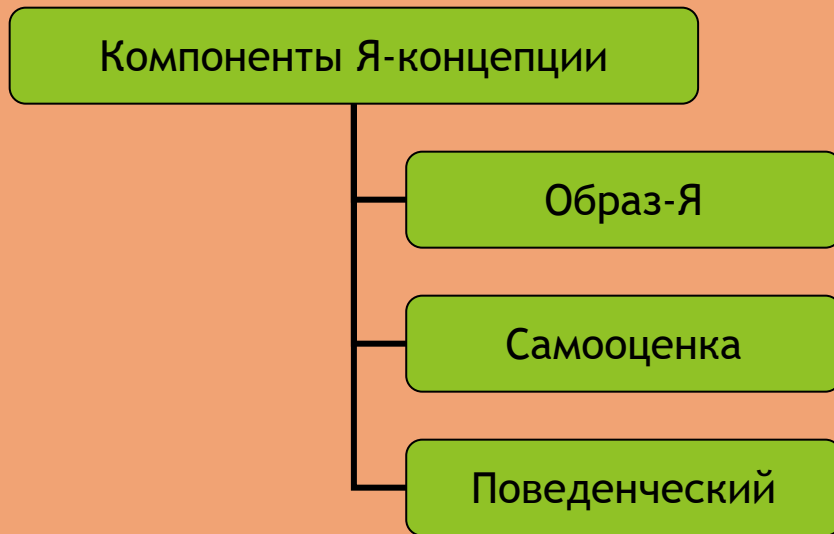 Компоненты Я-концепции
Образ-Я
Самооценка
Поведенческий